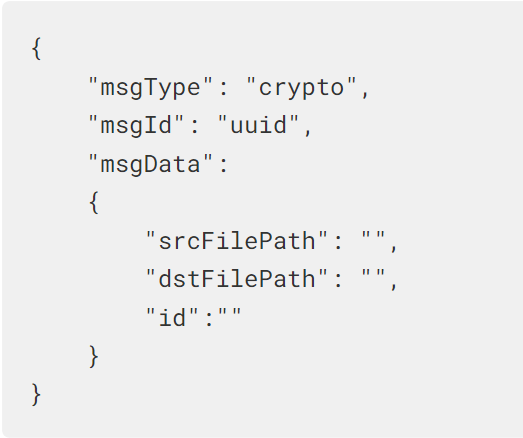 {
    "msgType": "crypto",
    "msgId": "uuid",
    "msgData":
    {
        "srcFilePath": "",
        "dstFilePath": "",
        "id":""
    }
}